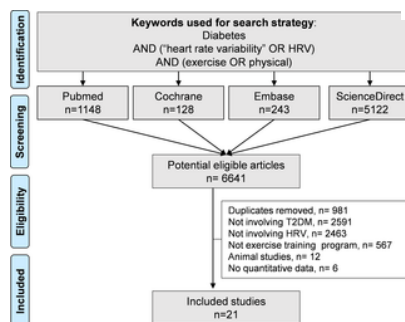 Identification
Keywords used for search strategy:
Diabetes
AND ("heart rate variability" OR HRV)
AND (exercise OR physical)
Screening
Pubmed
n=1148
Cochrane
n=128
Embase
n=243
ScienceDirect
n=5122
Potential eligible articles
n= 6641
Eligibility
Duplicates removed, n= 981
Not involving T2DM, n= 2591
Not involving HRV, n= 2463
Not exercise training program, n= 567
Animal studies, n= 12
No quantitative data, n= 6
Included
Included studies
n=21